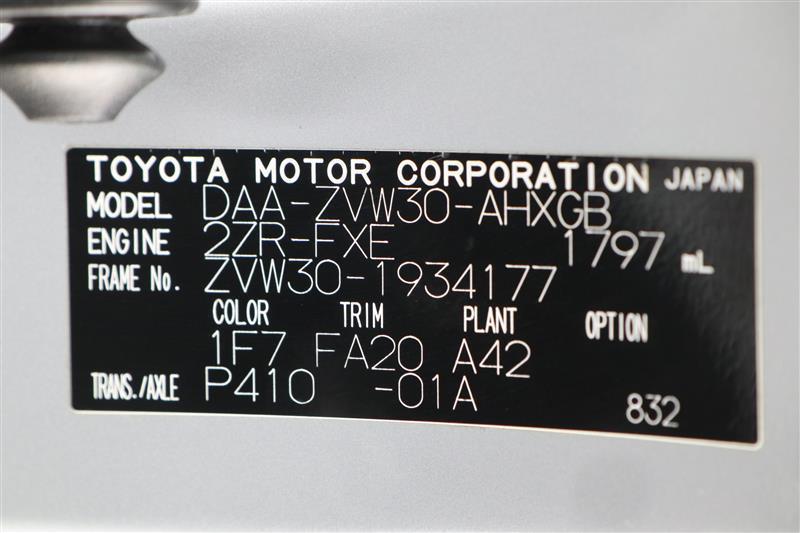 TOYOTA MOTOR CORPORATION JAPAN
MODEL DAA-ZVW30-AHXGB
ENGINE 2ZR-FXE 1797 mL
FRAME No. ZVW30-1934177
COLOR TRIM PLANT OPTION
1F7 FA20 A42
TRANS./AXLE P410 -01A 832